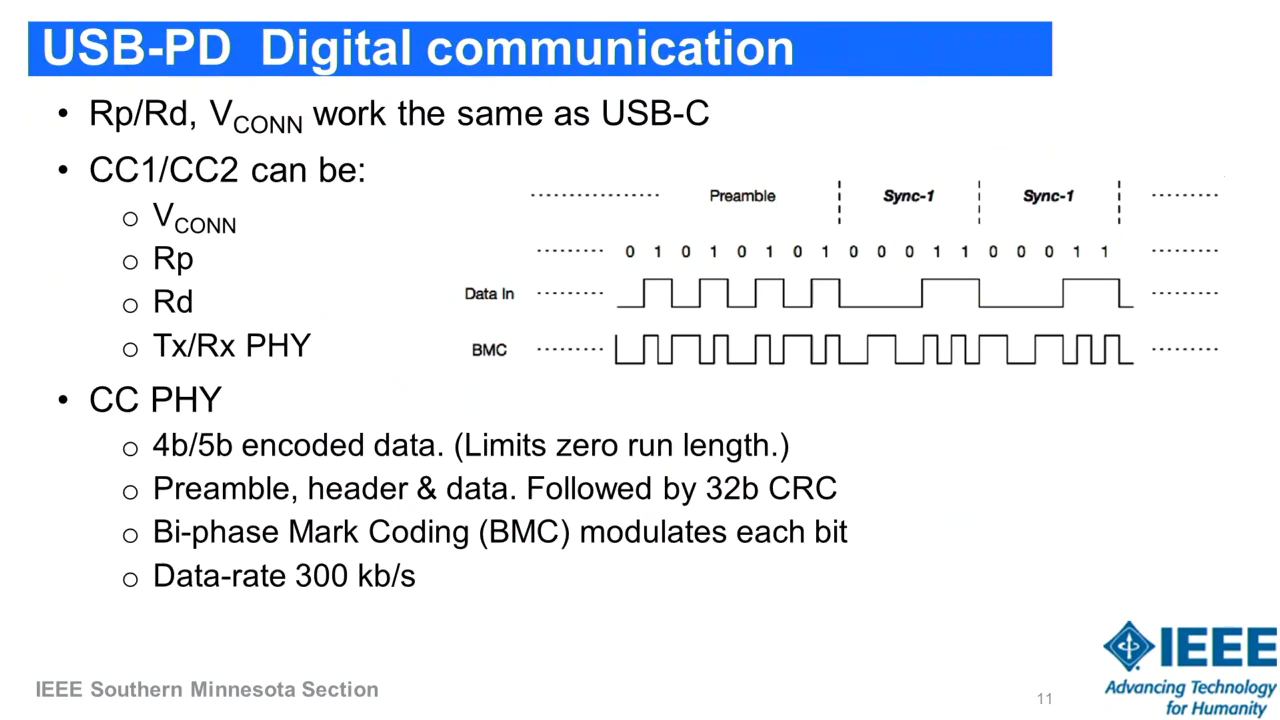 USB-PD Digital communication
• Rp/Rd, VCONN work the same as USB-C
• CC1/CC2 can be:
o VCONN
o Rp
o Rd
o Tx/Rx PHY
Preamble Sync-1 Sync-1
0 1 0 1 0 1 0 1 0 0 0 1 1 0 0 0 1 1
Data In
BMC
• CC PHY
o 4b/5b encoded data. (Limits zero run length.)
o Preamble, header & data. Followed by 32b CRC
o Bi-phase Mark Coding (BMC) modulates each bit
o Data-rate 300 kb/s
IEEE Southern Minnesota Section
11
IEEE
Advancing Technology
for Humanity